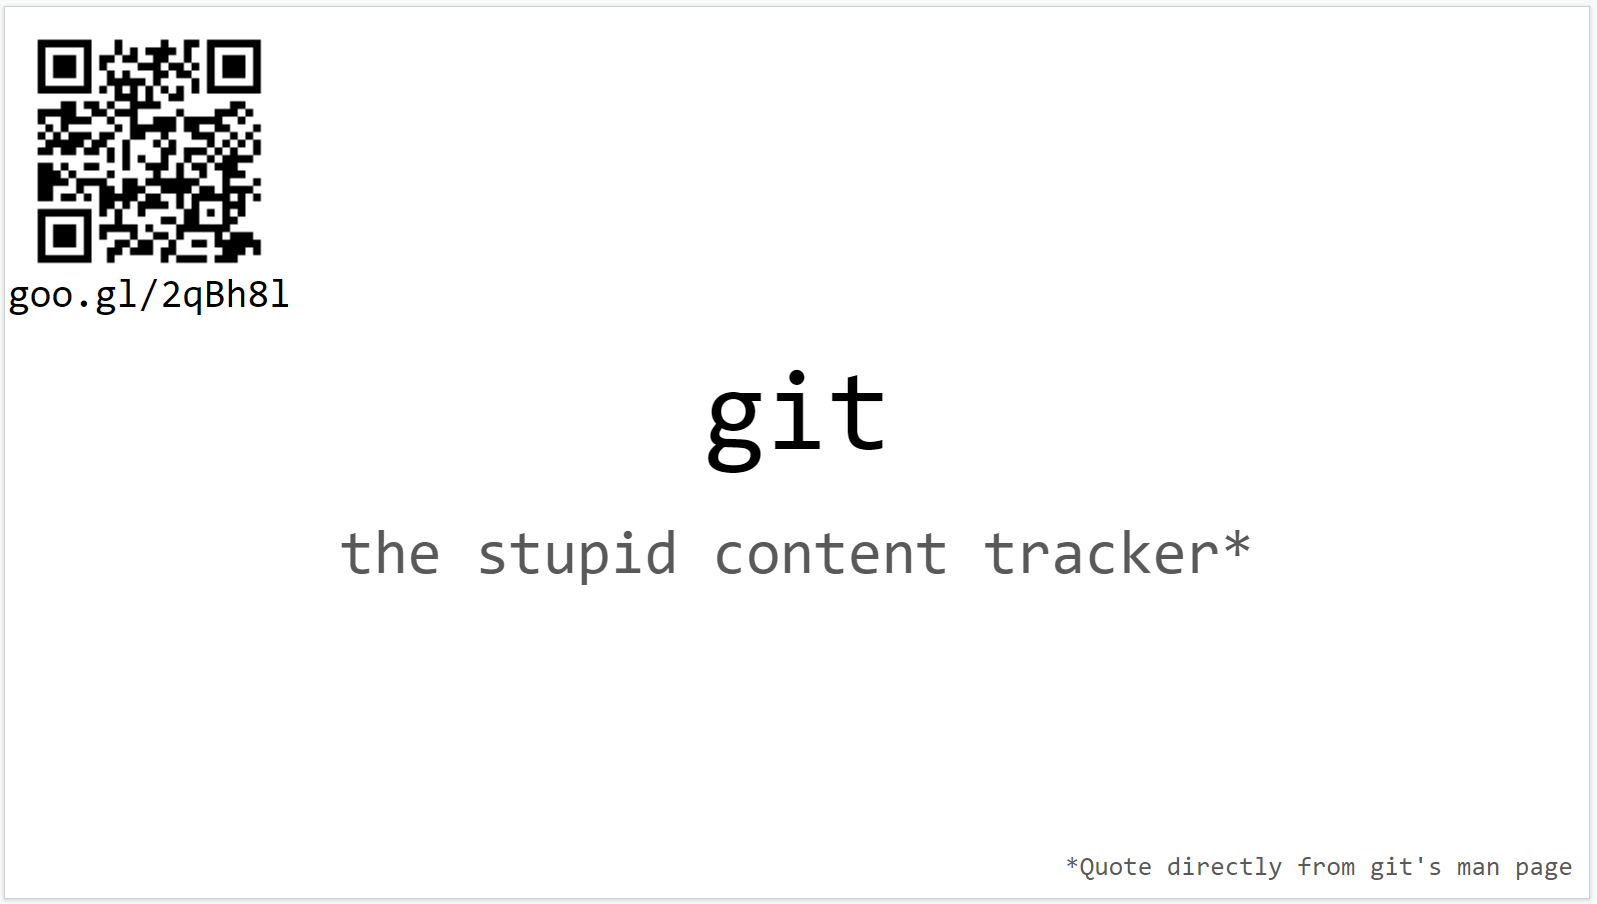 goo.gl/2qBh8l
git
the stupid content tracker*
*Quote directly from git's man page